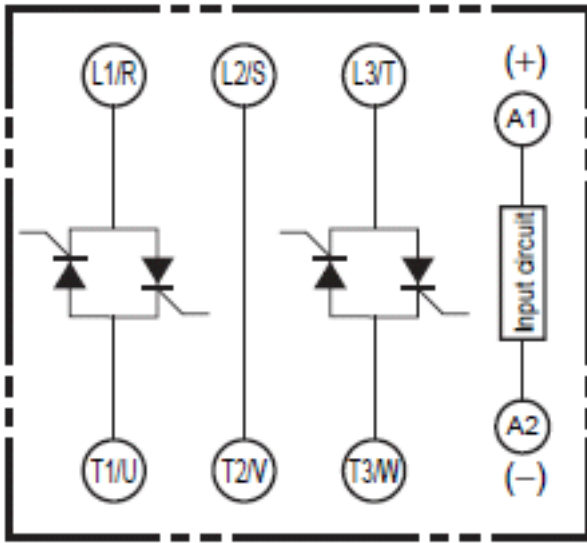 L1/R L2/S L3/T (+)
A1
Input circuit
A2
T1/U T2/V T3/W (−)